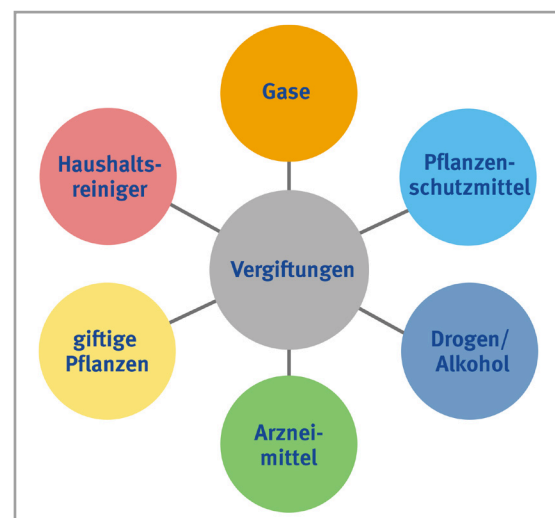 Gase
Haushalts-
reiniger
Pflanzen-
schutzmittel
Vergiftungen
giftige
Pflanzen
Drogen/
Alkohol
Arznei-
mittel